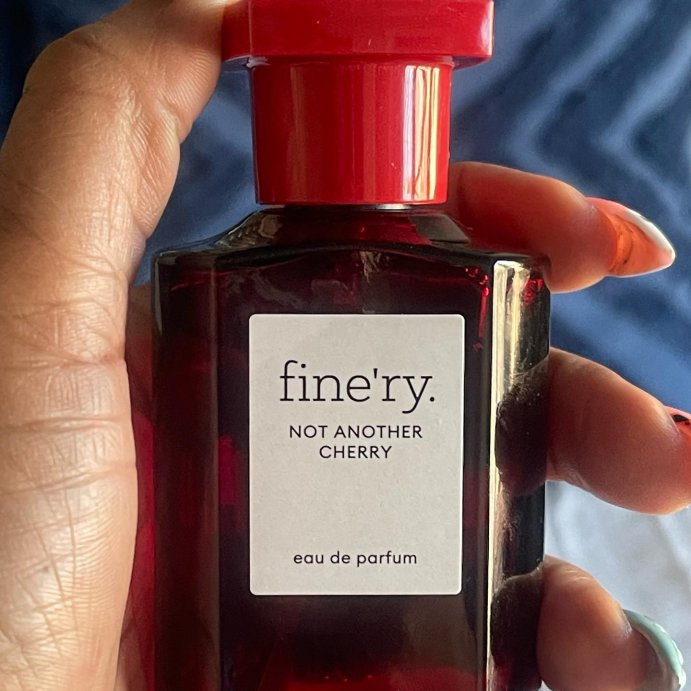 fine'ry.
NOT ANOTHER
CHERRY
eau de parfum